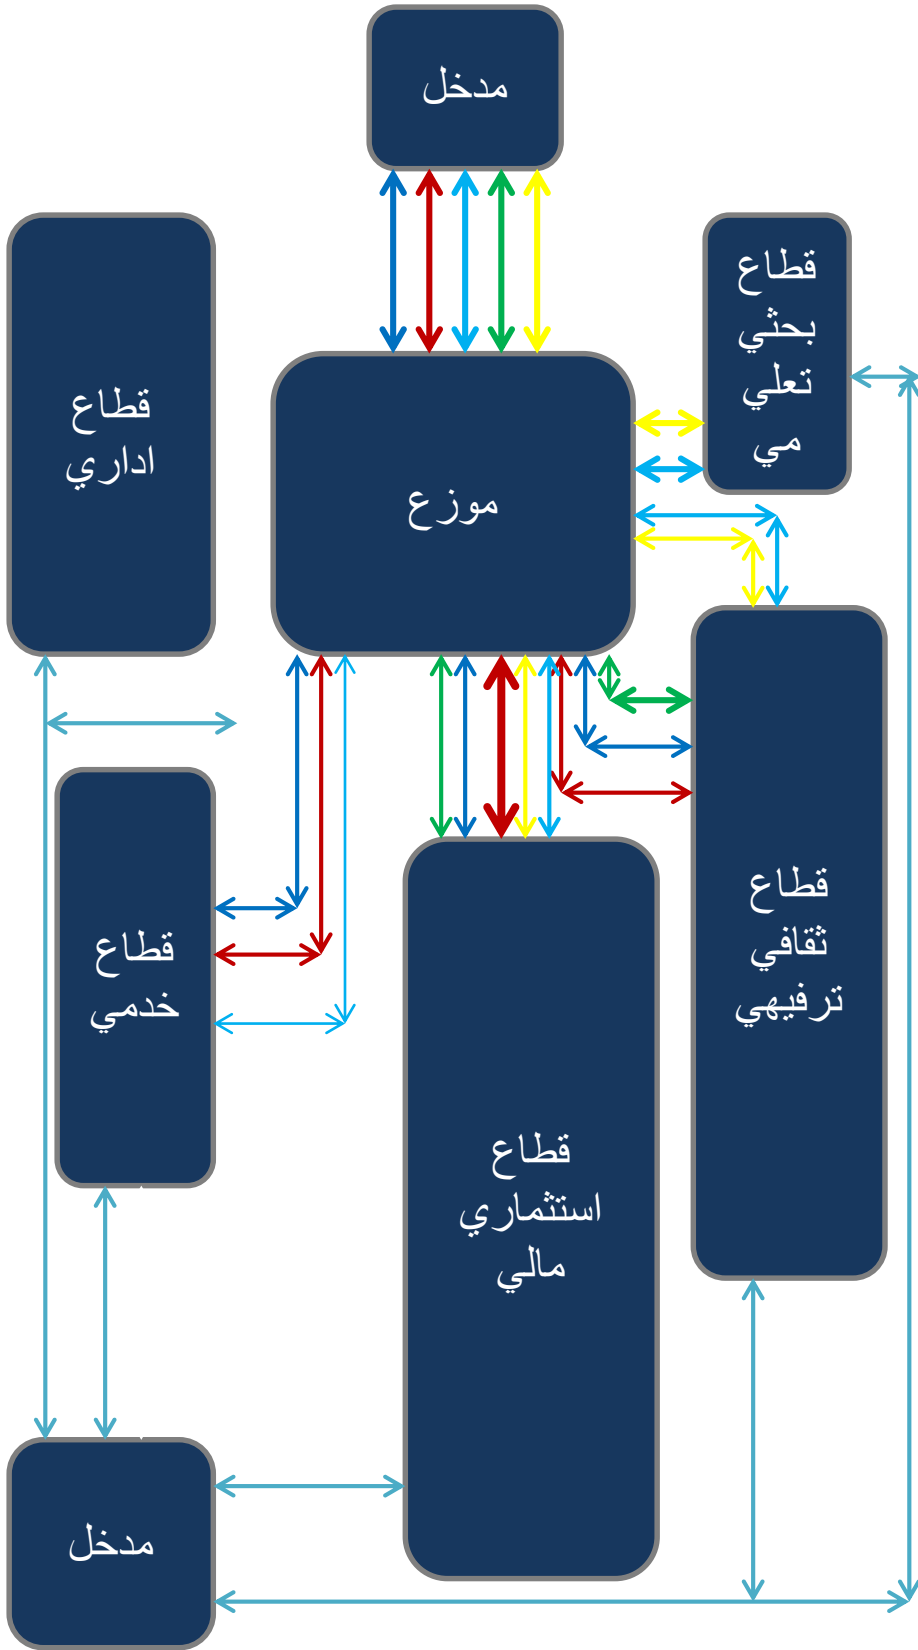 مدخل
قطاع
بحثي
تعلي
مي
قطاع
اداري
موزع
قطاع
ثقافي
ترفيهي
قطاع
خدمي
قطاع
استثماري
مالي
مدخل